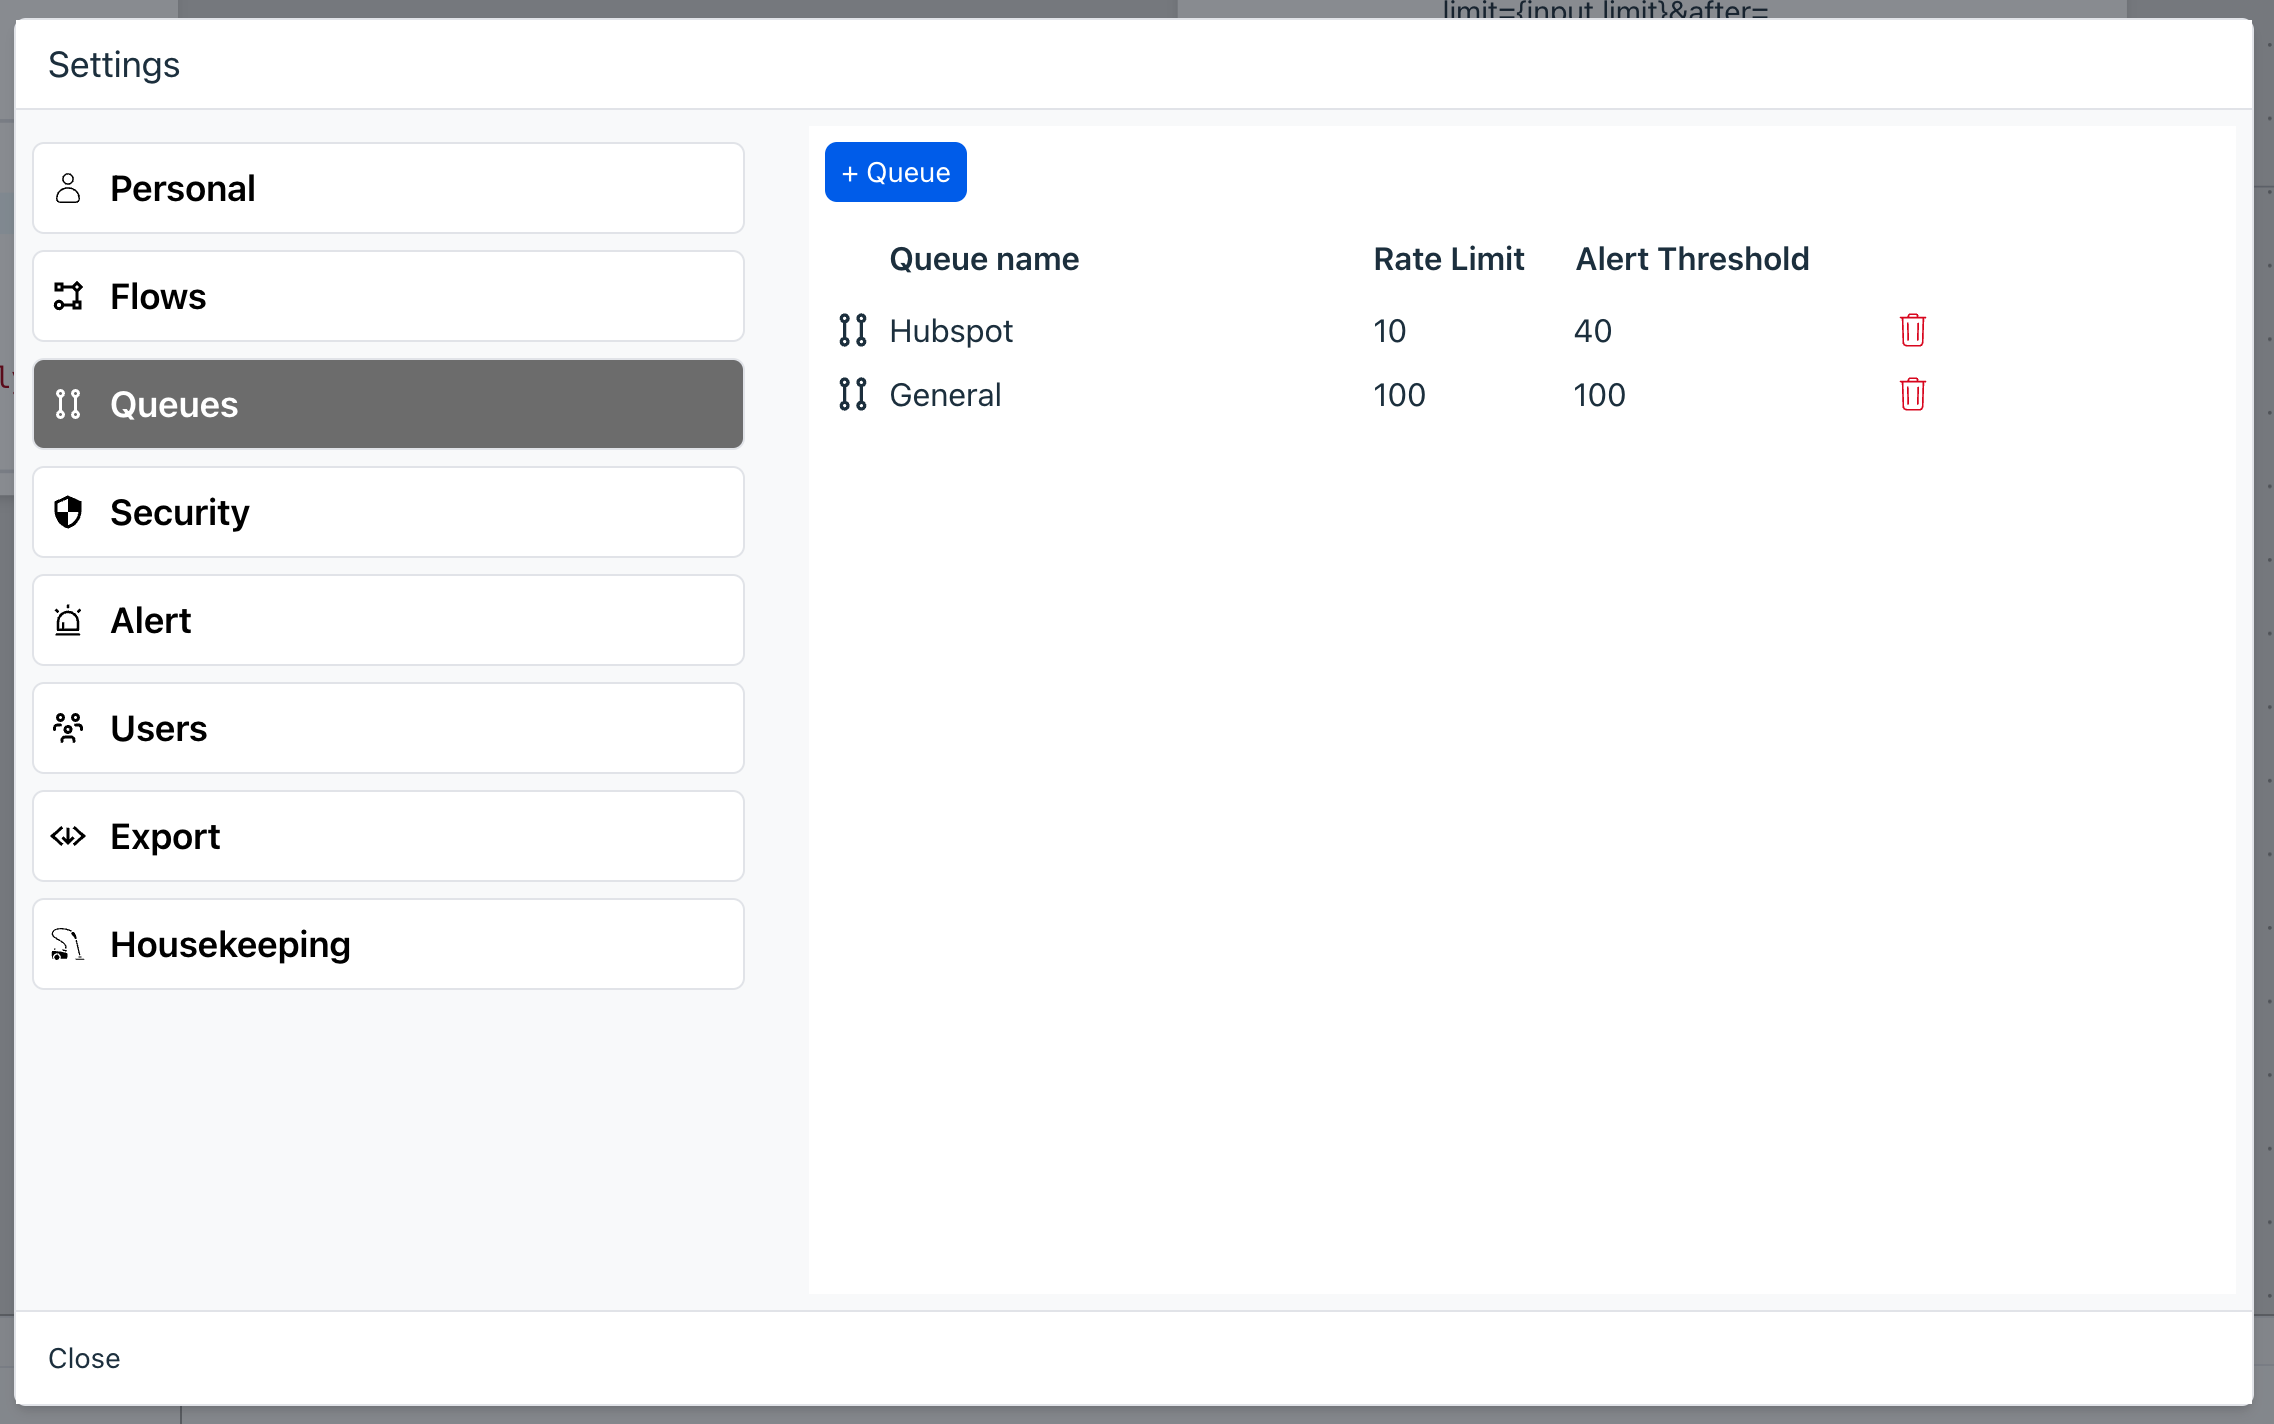 limit={input.limit}&after=
Settings
Personal
Flows
Queues
Security
Alert
Users
Export
Housekeeping
+ Queue
Queue name Rate Limit Alert Threshold
Hubspot 10 40
General 100 100
Close